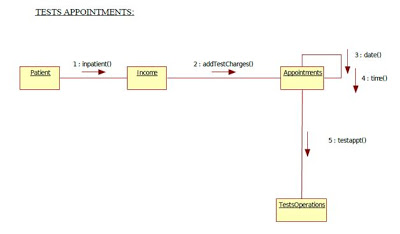 TESTS APPOINTMENTS:
1 : inpatient()
2 : addTestCharges()
3 : date()
4 : time()
Patient
Income
Appointments
5 : testappt()
TestsOperations